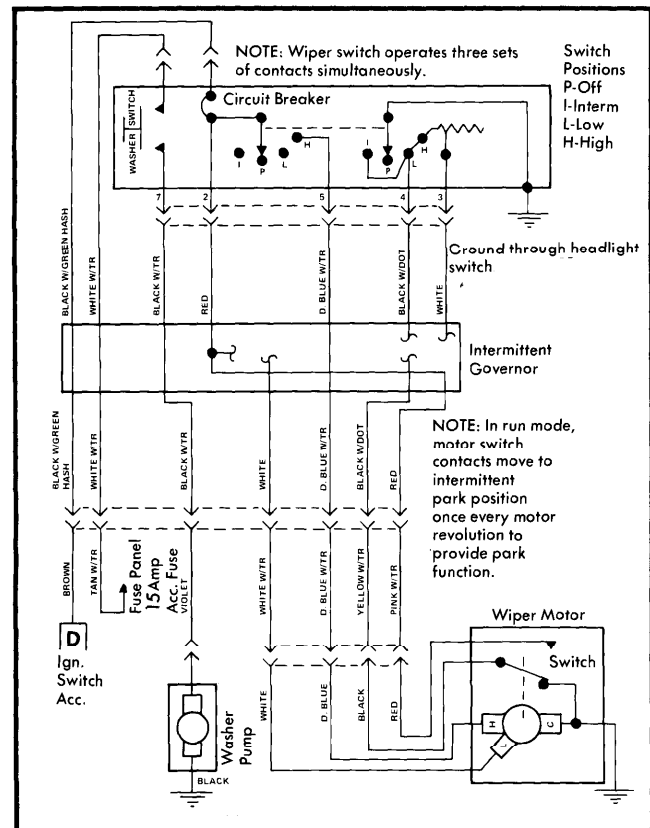 NOTE: Wiper switch operates three sets
of contacts simultaneously.
Switch
Positions
P-Off
I-Interm
L-Low
H-High
Circuit Breaker
WASHER SWITCH
H
I
P
L
I
P
H
L
7
2
5
4
3
Ground through headlight
switch
BLACK W/GREEN HASH
WHITE W/TR
BLACK W/TR
RED
D. BLUE W/TR
BLACK W/DOT
WHITE
Intermittent
Governor
BLACK W/GREEN
HASH
WHITE W/TR
BLACK W/TR
WHITE
D. BLUE W/TR
BLACK W/DOT
RED
NOTE: In run mode,
motor switch
contacts move to
intermittent
park position
once every motor
revolution to
provide park
function.
BROWN
TAN W/TR
Fuse Panel
15 Amp
Acc. Fuse
VIOLET
WHITE W/TR
D. BLUE W/TR
YELLOW W/TR
PINK W/TR
D
Ign.
Switch
Acc.
Wiper Motor
Switch
WHITE
D. BLUE
BLACK
RED
H
C
L
Washer
Pump
BLACK